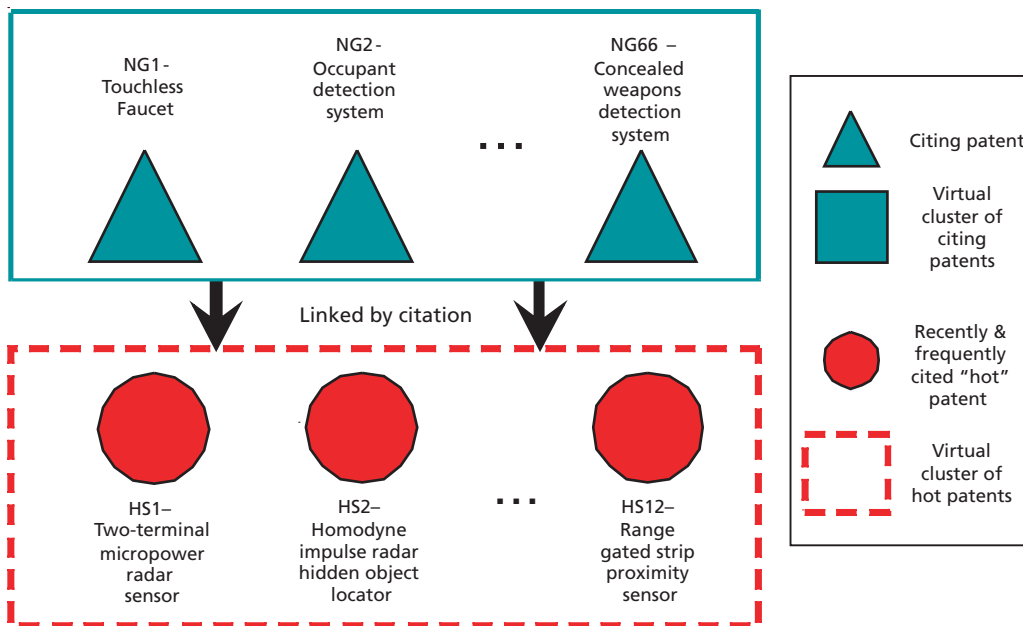 NG1-
Touchless
Faucet
NG2-
Occupant
detection
system
NG66 –
Concealed
weapons
detection
system
...
Linked by citation
HS1–
Two-terminal
micropower
radar
sensor
HS2–
Homodyne
impulse radar
hidden object
locator
...
HS12–
Range
gated strip
proximity
sensor
Citing patent
Virtual
cluster of
citing
patents
Recently &
frequently
cited “hot”
patent
Virtual
cluster of
hot patents